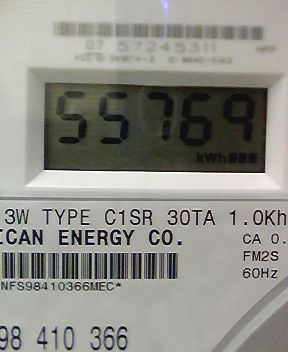 07 57245311
55769
kWh
3W TYPE C1SR 30TA 1.0Kh
ICAN ENERGY CO.
CA 0.
FM2S
NFS98410366MEC*
60Hz
98 410 366